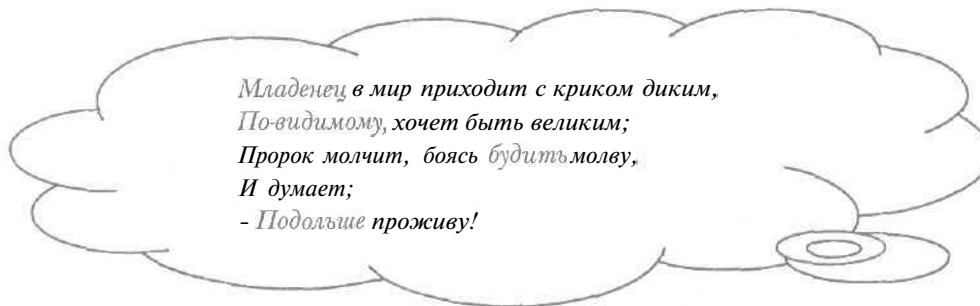 Младенец в мир приходит с криком диким,
По-видимому, хочет быть великим;
Пророк молчит, боясь будить молву,
И думает;
- Подольше проживу!